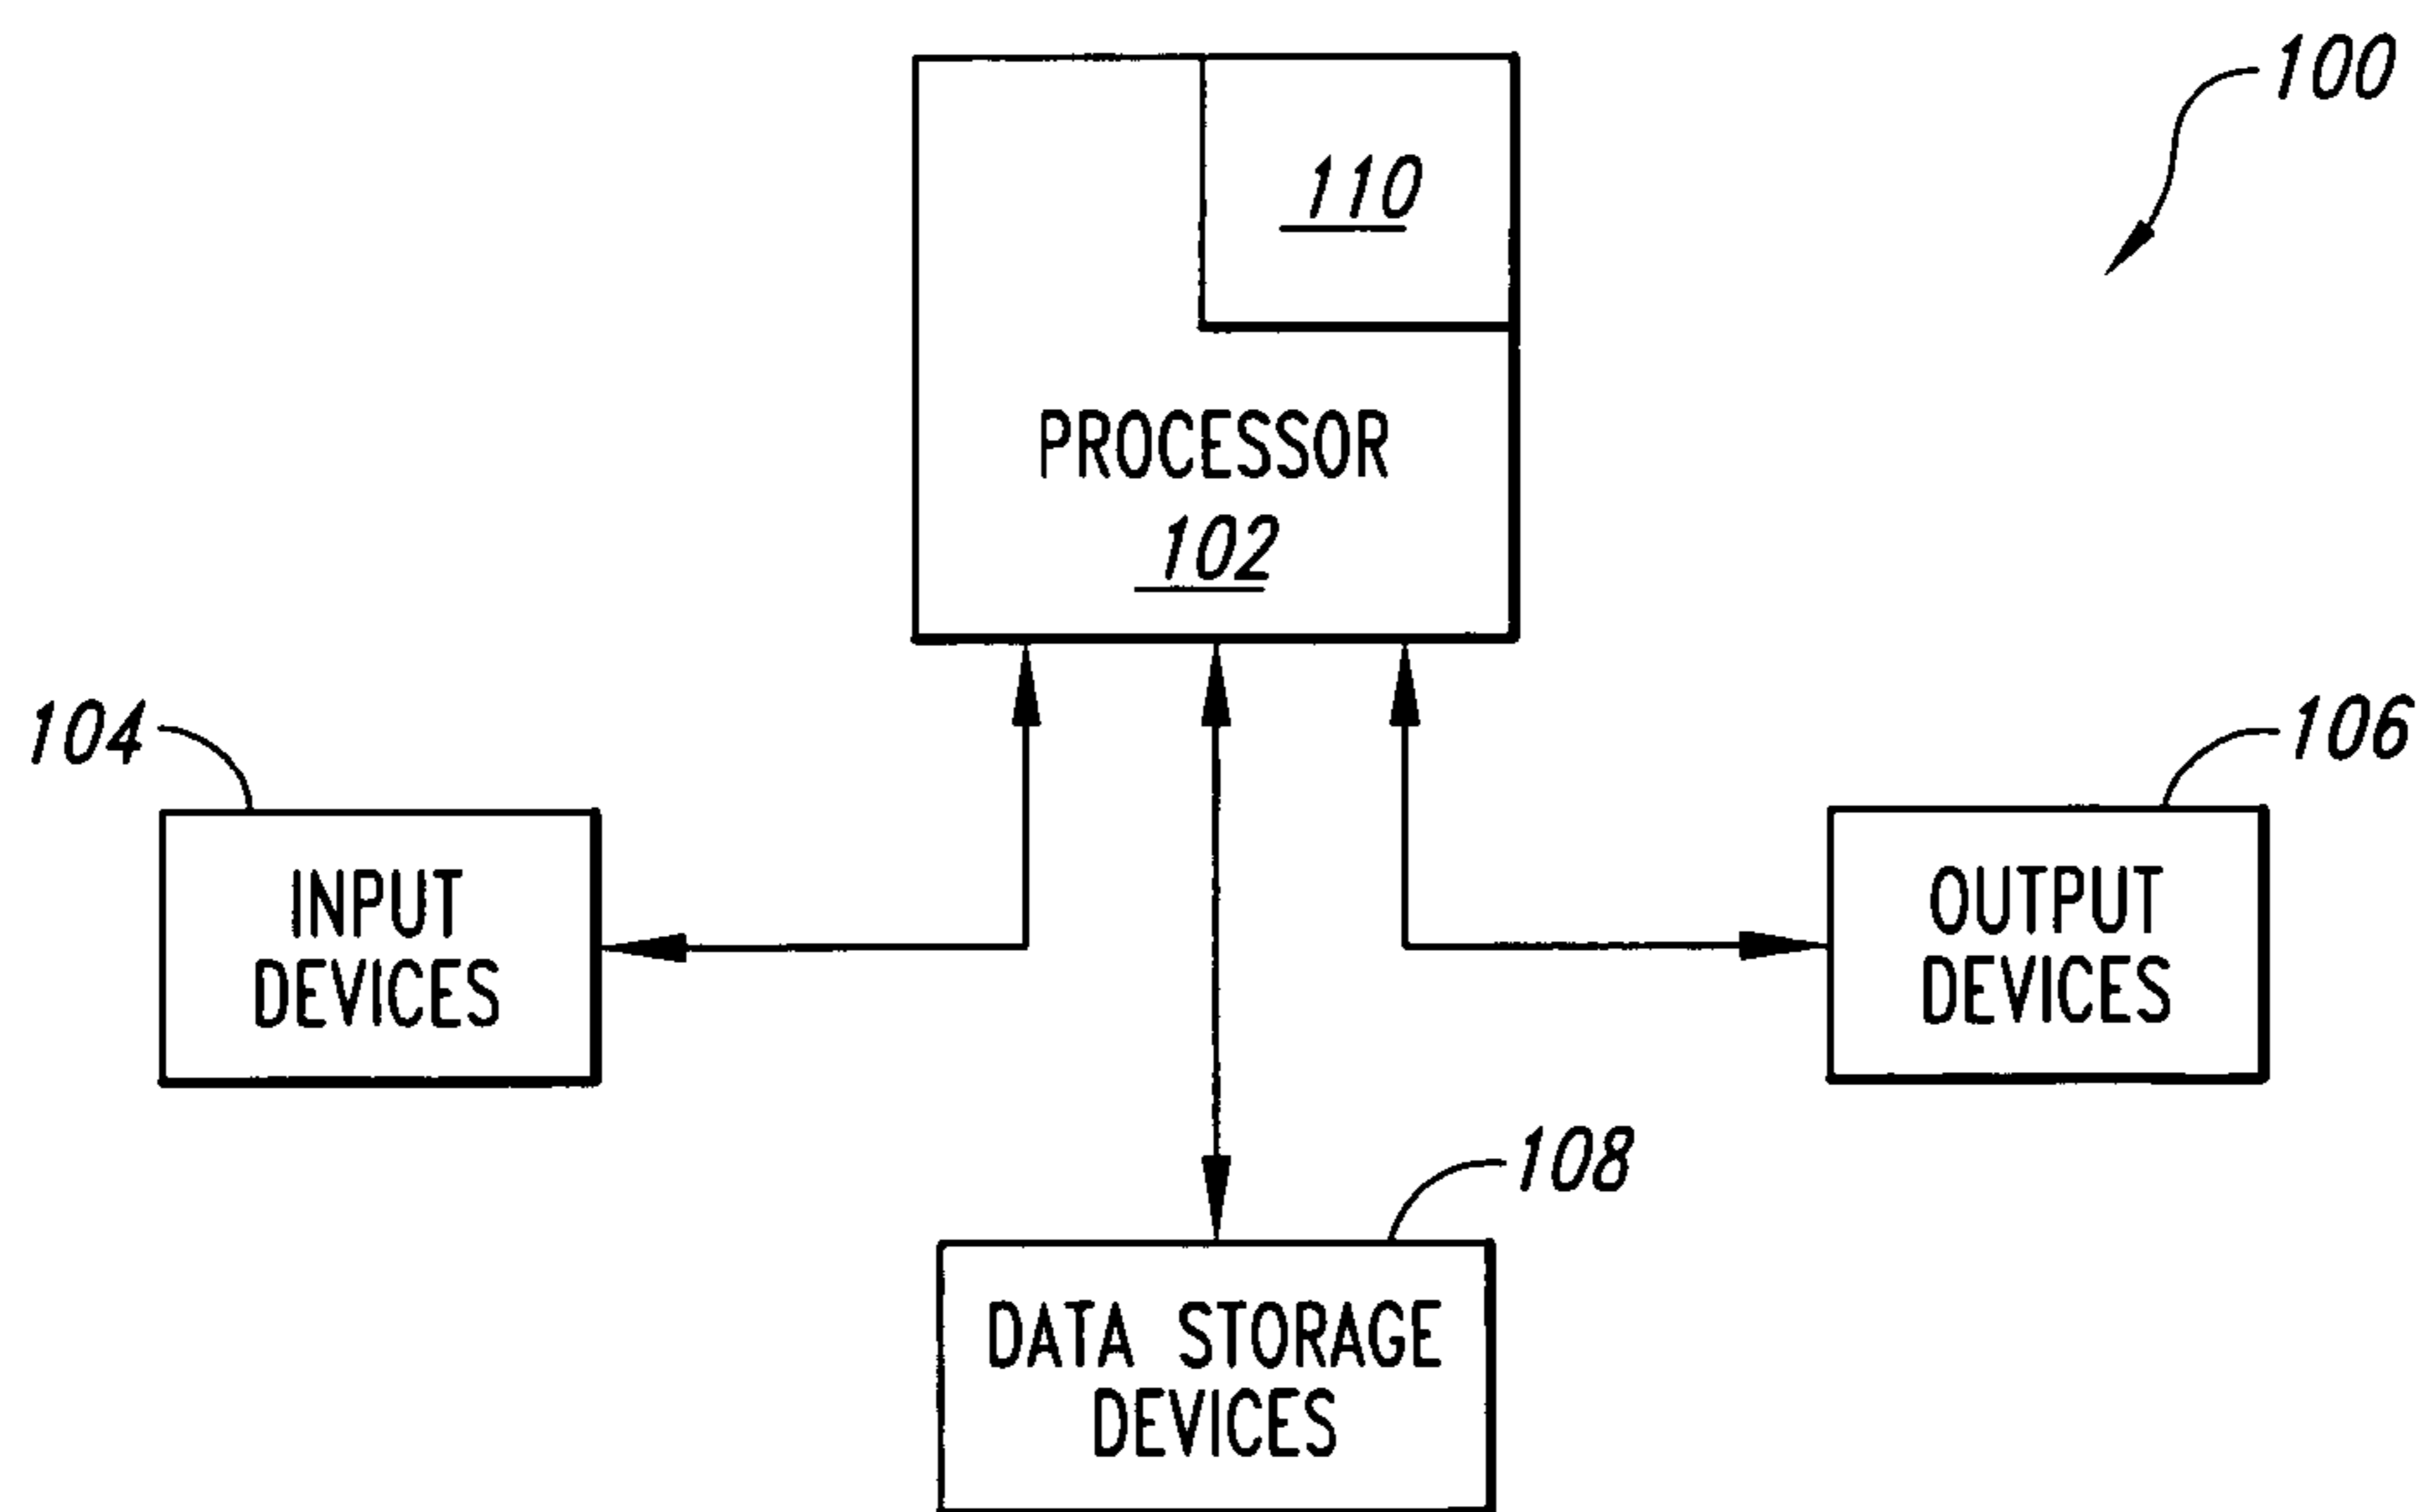 100
110
PROCESSOR
102
104
106
INPUT
DEVICES
OUTPUT
DEVICES
108
DATA STORAGE
DEVICES